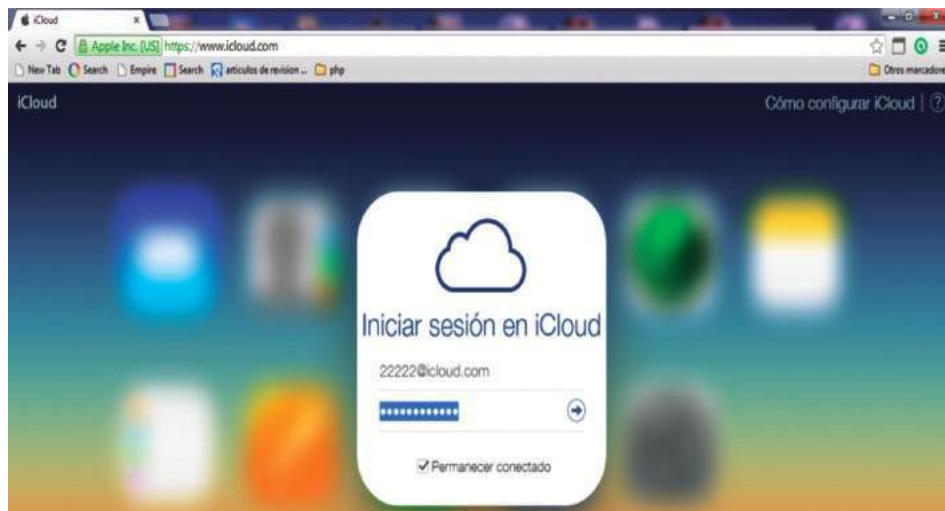 iCloud
Apple Inc. [US] https://www.icloud.com
New Tab Search Empire Search articulos de revision .. php Otros marcadores
iCloud Cómo configurar iCloud | ?
Iniciar sesión en iCloud
22222@icloud.com
Permanecer conectado